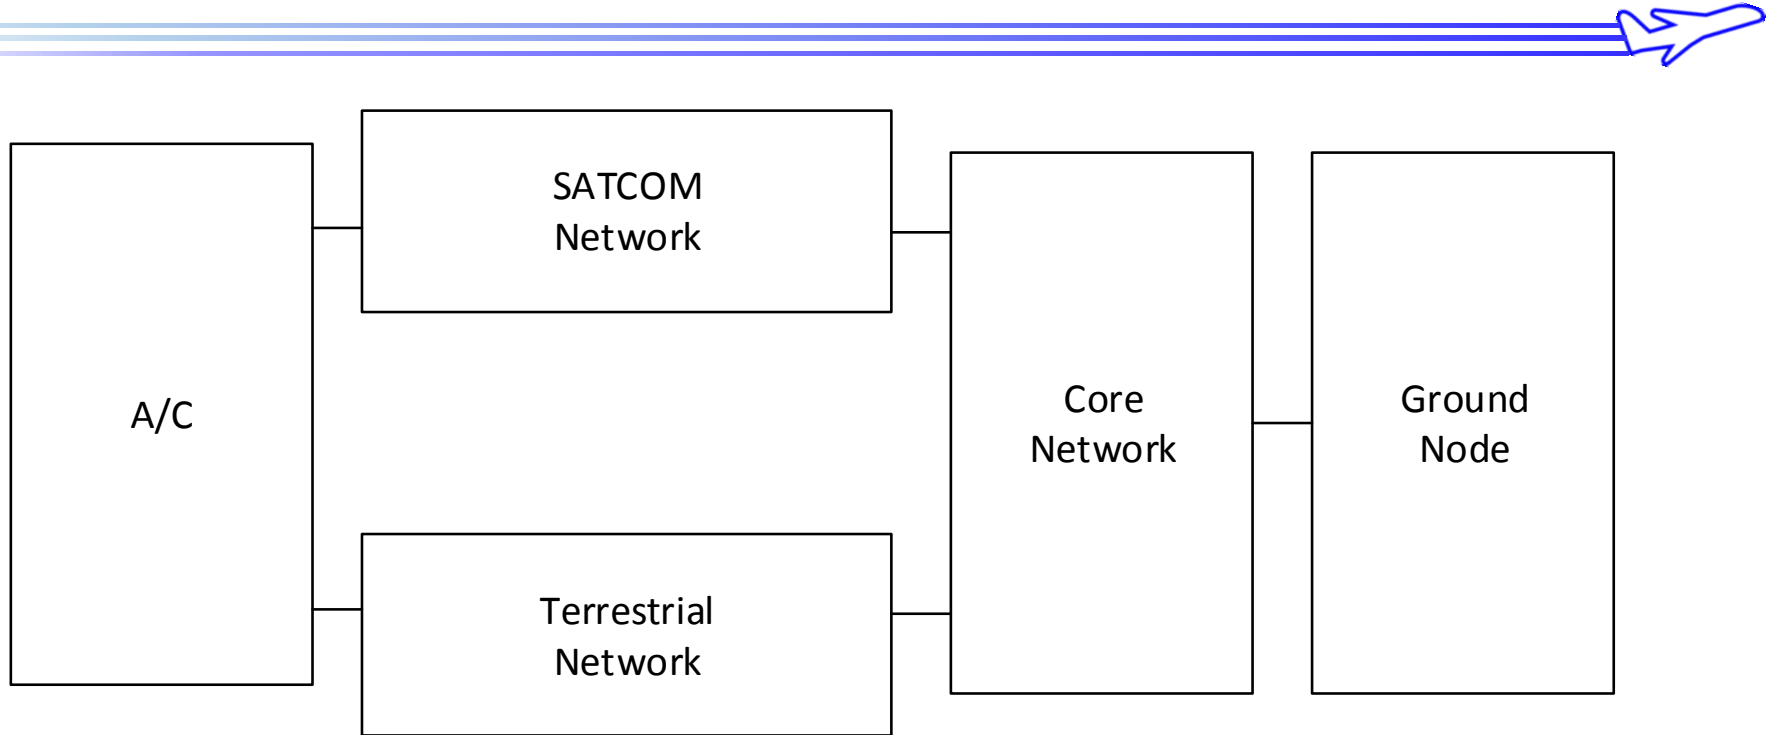 SATCOM
Network
A/C
Core
Network
Ground
Node
Terrestrial
Network